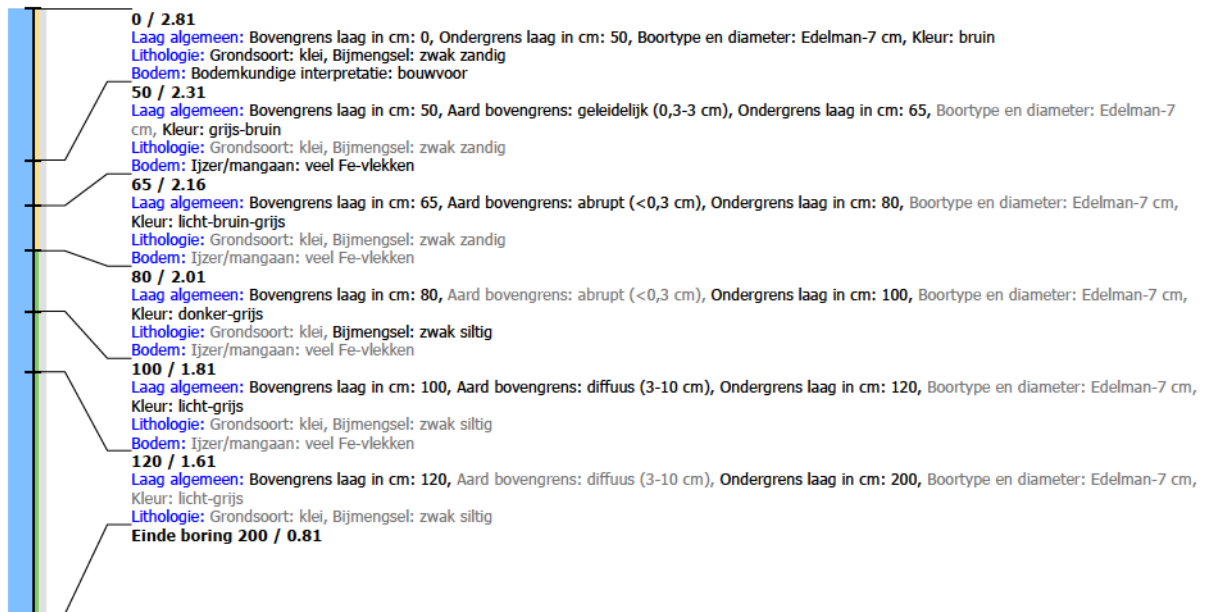 0 / 2.81
Laag algemeen: Bovengrens laag in cm: 0, Ondergrens laag in cm: 50, Boortype en diameter: Edelman-7 cm, Kleur: bruin
Lithologie: Grondsoort: klei, Bijmengsel: zwak zandig
Bodem: Bodemkundige interpretatie: bouwvoor
50 / 2.31
Laag algemeen: Bovengrens laag in cm: 50, Aard bovengrens: geleidelijk (0,3-3 cm), Ondergrens laag in cm: 65, Boortype en diameter: Edelman-7
cm, Kleur: grijs-bruin
Lithologie: Grondsoort: klei, Bijmengsel: zwak zandig
Bodem: Ijzer/mangaan: veel Fe-vlekken
65 / 2.16
Laag algemeen: Bovengrens laag in cm: 65, Aard bovengrens: abrupt (<0,3 cm), Ondergrens laag in cm: 80, Boortype en diameter: Edelman-7 cm,
Kleur: licht-bruin-grijs
Lithologie: Grondsoort: klei, Bijmengsel: zwak zandig
Bodem: Ijzer/mangaan: veel Fe-vlekken
80 / 2.01
Laag algemeen: Bovengrens laag in cm: 80, Aard bovengrens: abrupt (<0,3 cm), Ondergrens laag in cm: 100, Boortype en diameter: Edelman-7 cm,
Kleur: donker-grijs
Lithologie: Grondsoort: klei, Bijmengsel: zwak siltig
Bodem: Ijzer/mangaan: veel Fe-vlekken
100 / 1.81
Laag algemeen: Bovengrens laag in cm: 100, Aard bovengrens: diffuus (3-10 cm), Ondergrens laag in cm: 120, Boortype en diameter: Edelman-7 cm,
Kleur: licht-grijs
Lithologie: Grondsoort: klei, Bijmengsel: zwak siltig
Bodem: Ijzer/mangaan: veel Fe-vlekken
120 / 1.61
Laag algemeen: Bovengrens laag in cm: 120, Aard bovengrens: diffuus (3-10 cm), Ondergrens laag in cm: 200, Boortype en diameter: Edelman-7 cm,
Kleur: licht-grijs
Lithologie: Grondsoort: klei, Bijmengsel: zwak siltig
Einde boring 200 / 0.81